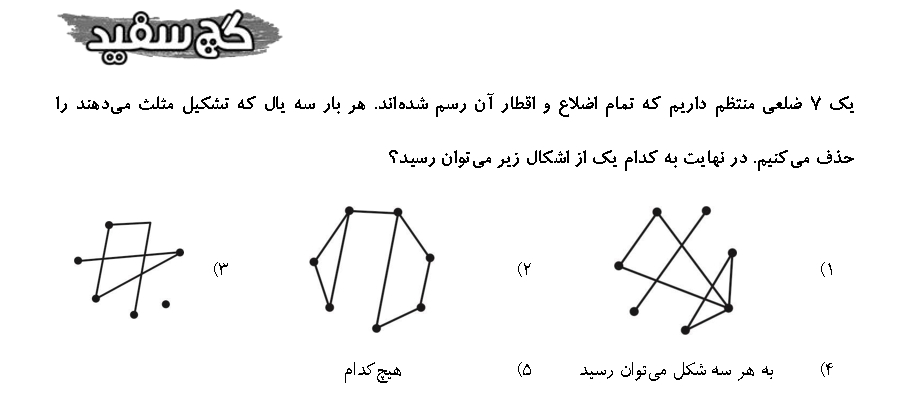 گچ سفید
یک ۷ ضلعی منتظم داریم که تمام اضلاع و اقطار آن رسم شده‌اند. هر بار سه یال که تشکیل مثلث می‌دهند را
حذف می‌کنیم. در نهایت به کدام یک از اشکال زیر می‌توان رسید؟
۱) ۲) ۳)
۴) به هر سه شکل می‌توان رسید ۵) هیچ‌کدام